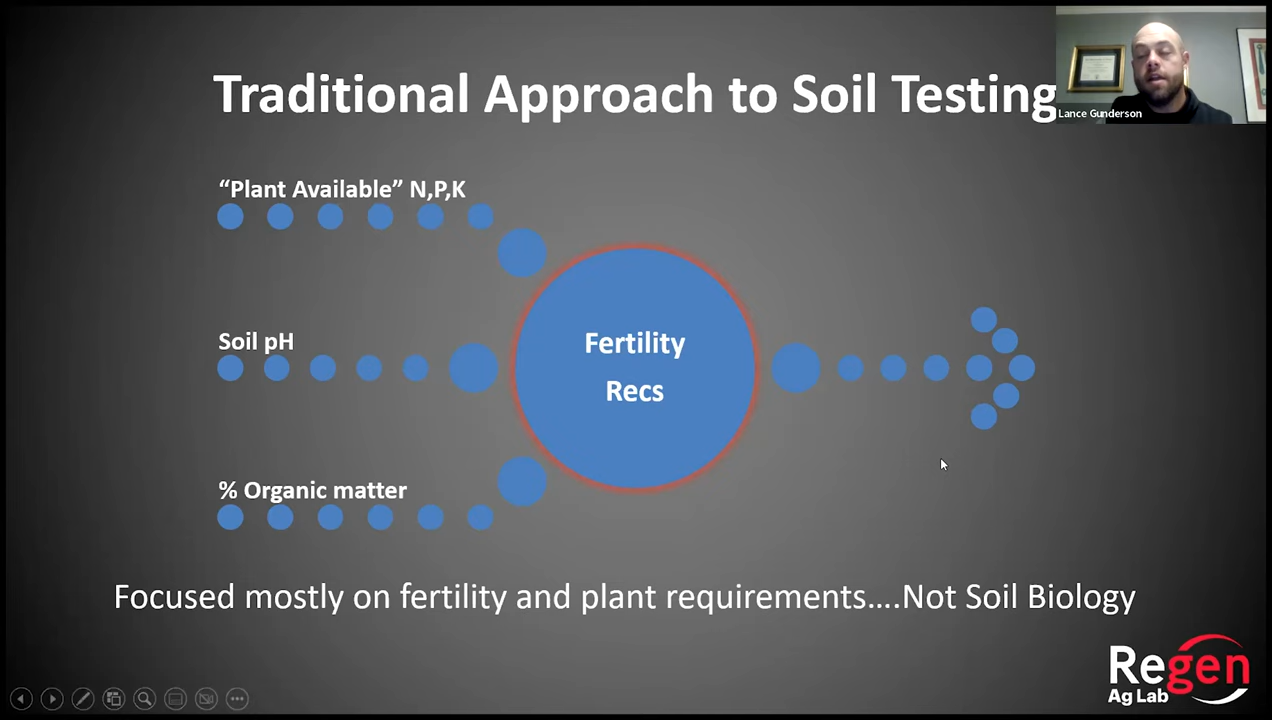 Traditional Approach to Soil Testing
Lance Gunderson
“Plant Available” N,P,K
Soil pH
Fertility
Recs
% Organic matter
Focused mostly on fertility and plant requirements….Not Soil Biology
Regen
Ag Lab